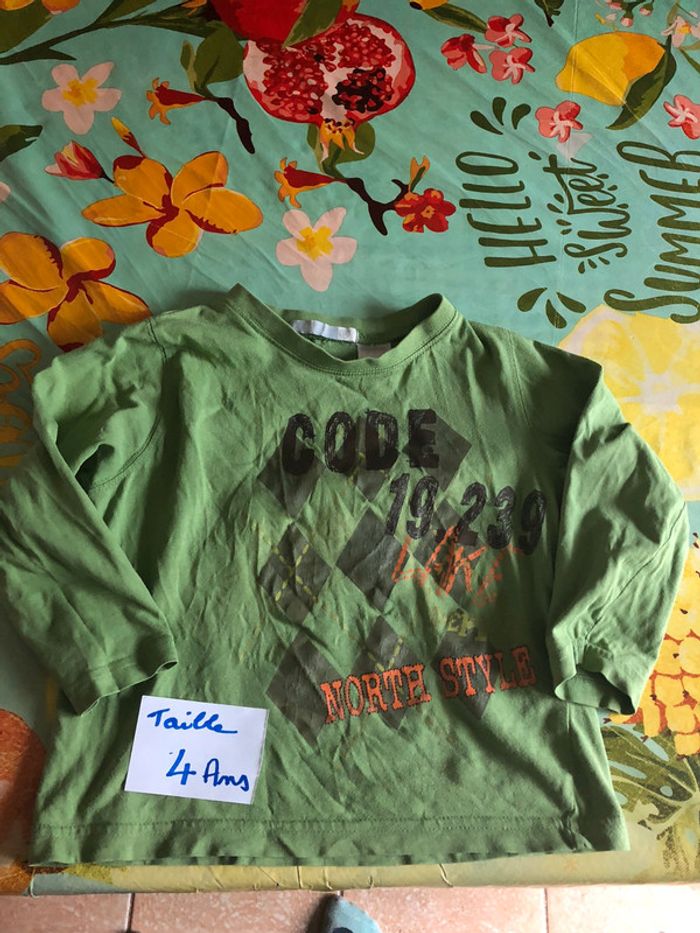 HELLO
Sweet
SUMMER
CODE
19.239
LAKE
NORTH STYLE
Taille
4 Ans